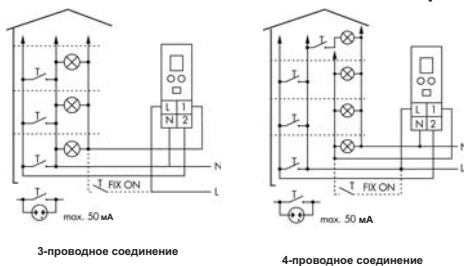 L 1
N 2
N
T FIX ON
L
max. 50 мА
3-проводное соединение
L 1
N 2
N
L
T FIX ON
max. 50 мА
4-проводное соединение